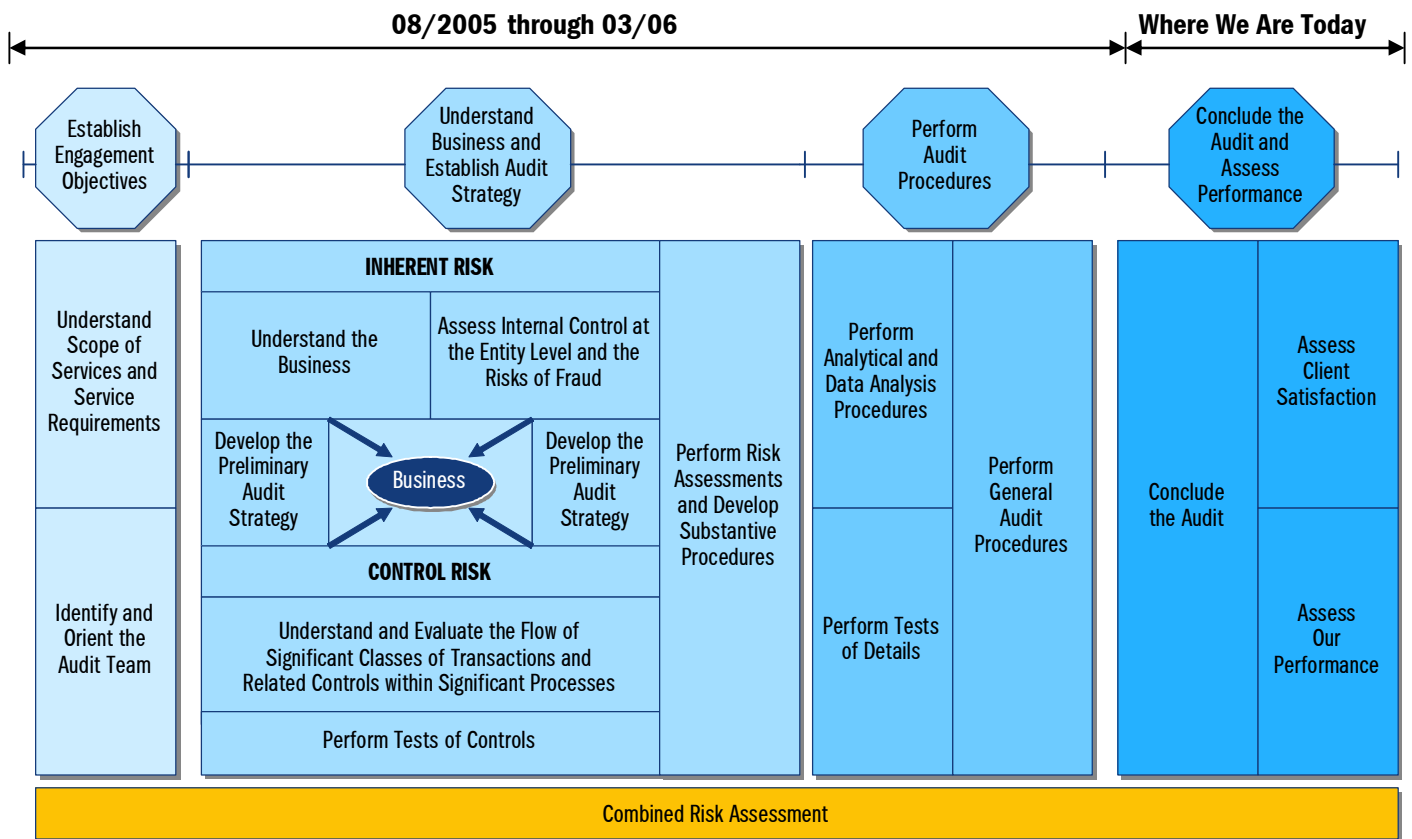 08/2005 through 03/06
Where We Are Today
Establish
Engagement
Objectives
Understand
Business and
Establish Audit
Strategy
Perform
Audit
Procedures
Conclude the
Audit and
Assess
Performance
Understand
Scope of
Services and
Service
Requirements
Identify and
Orient the
Audit Team
INHERENT RISK
Understand the
Business
Assess Internal Control at
the Entity Level and the
Risks of Fraud
Develop the
Preliminary
Audit
Strategy
Business
Develop the
Preliminary
Audit
Strategy
CONTROL RISK
Understand and Evaluate the Flow of
Significant Classes of Transactions and
Related Controls within Significant Processes
Perform Tests of Controls
Perform Risk
Assessments
and Develop
Substantive
Procedures
Perform
Analytical and
Data Analysis
Procedures
Perform Tests
of Details
Perform
General
Audit
Procedures
Conclude
the Audit
Assess
Client
Satisfaction
Assess
Our
Performance
Combined Risk Assessment